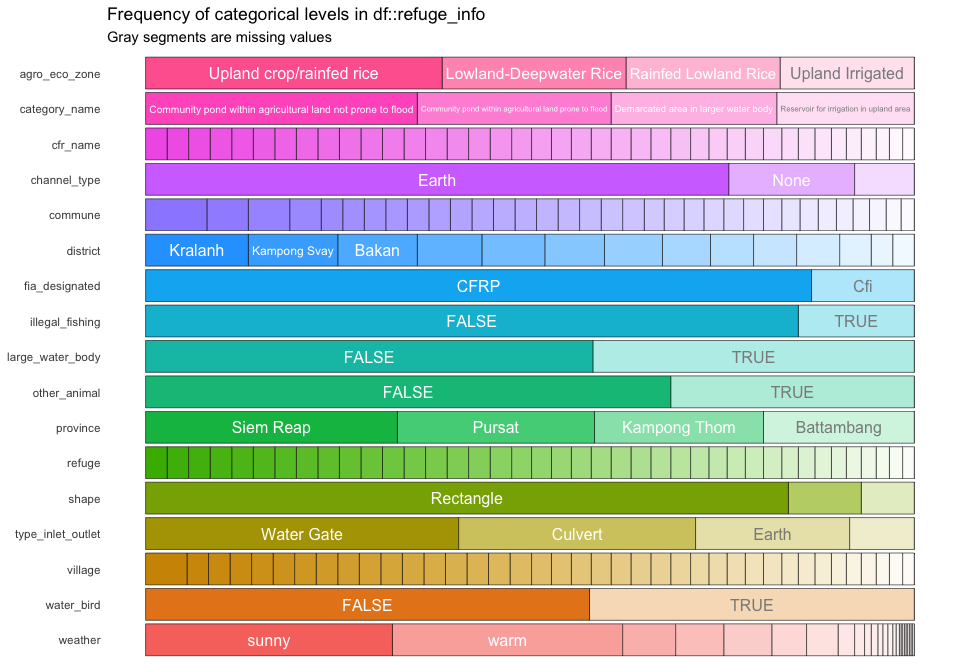 Frequency of categorical levels in df::refuge_info
Gray segments are missing values
agro_eco_zone Upland crop/rainfed rice Lowland-Deepwater Rice Rainfed Lowland Rice Upland Irrigated
category_name Community pond within agricultural land not prone to flood Community pond within agricultural land prone to flood Demarcated area in larger water body Reservoir for irrigation in upland area
cfr_name
channel_type Earth None
commune
district Kralanh Kampong Svay Bakan
fia_designated CFRP Cfi
illegal_fishing FALSE TRUE
large_water_body FALSE TRUE
other_animal FALSE TRUE
province Siem Reap Pursat Kampong Thom Battambang
refuge
shape Rectangle
type_inlet_outlet Water Gate Culvert Earth
village
water_bird FALSE TRUE
weather sunny warm